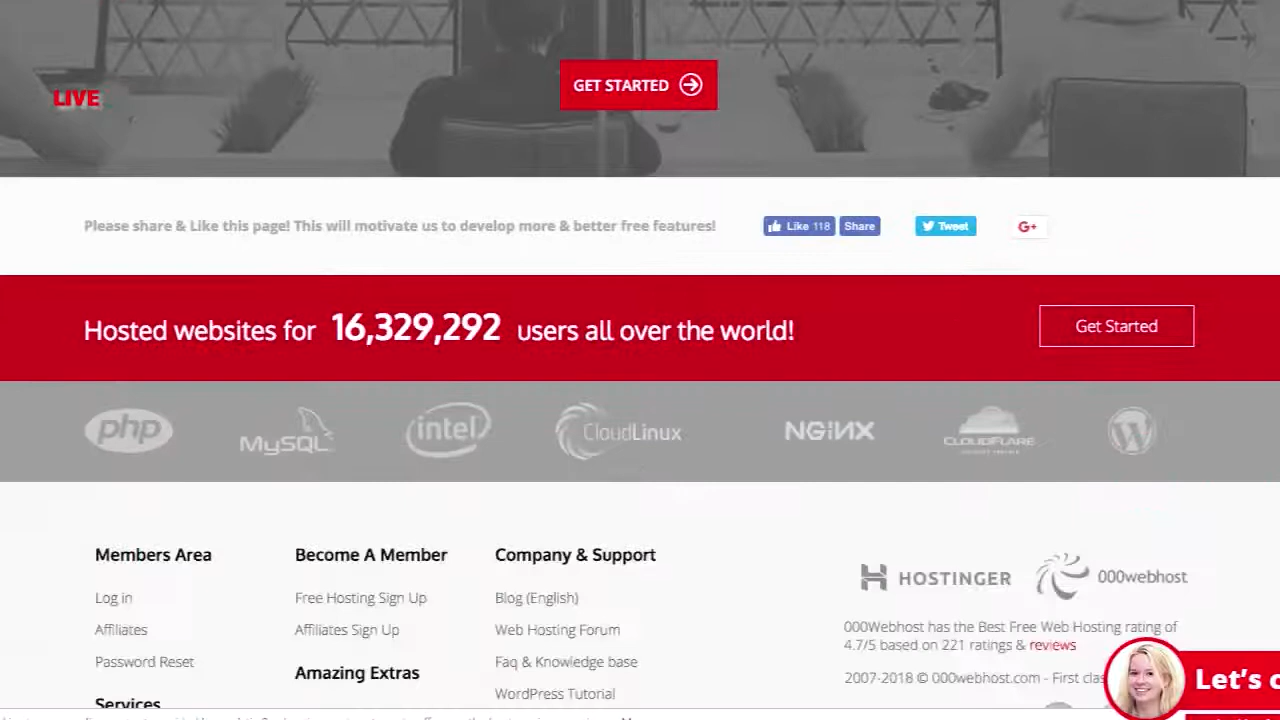 GET STARTED
LIVE
Please share & Like this page! This will motivate us to develop more & better free features!
Like 118
Share
Tweet
G+
Hosted websites for 16,329,292 users all over the world!
Get Started
php
MySQL
intel
CloudLinux
NGINX
CLOUDFLARE
Members Area
Become A Member
Company & Support
HOSTINGER
000webhost
Log in
Free Hosting Sign Up
Blog (English)
Affiliates
Affiliates Sign Up
Web Hosting Forum
000Webhost has the Best Free Web Hosting rating of
4.7/5 based on 221 ratings & reviews
Password Reset
Amazing Extras
Faq & Knowledge base
2007-2018 © 000webhost.com - First
Let's
WordPress Tutorial
Services